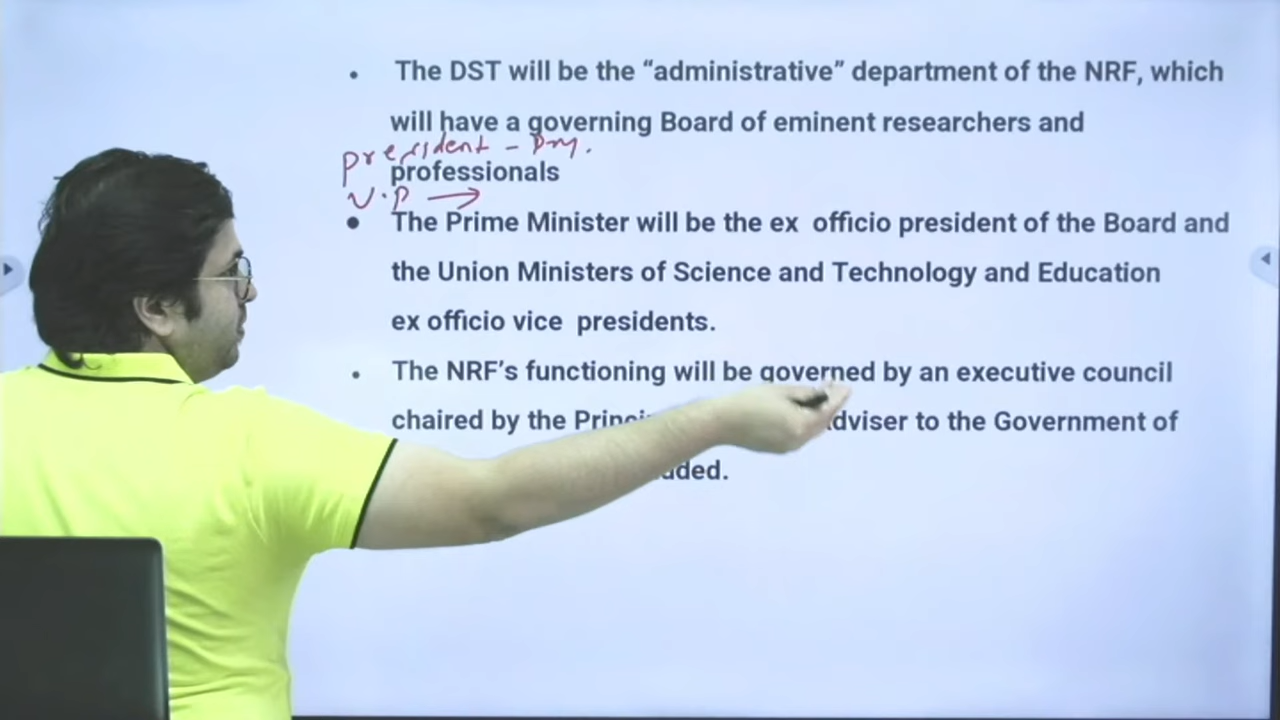 • The DST will be the “administrative” department of the NRF, which
will have a governing Board of eminent researchers and
president - pm.
professionals
V.P →
• The Prime Minister will be the ex officio president of the Board and
the Union Ministers of Science and Technology and Education
ex officio vice presidents.
• The NRF’s functioning will be governed by an executive council
chaired by the to the Government of